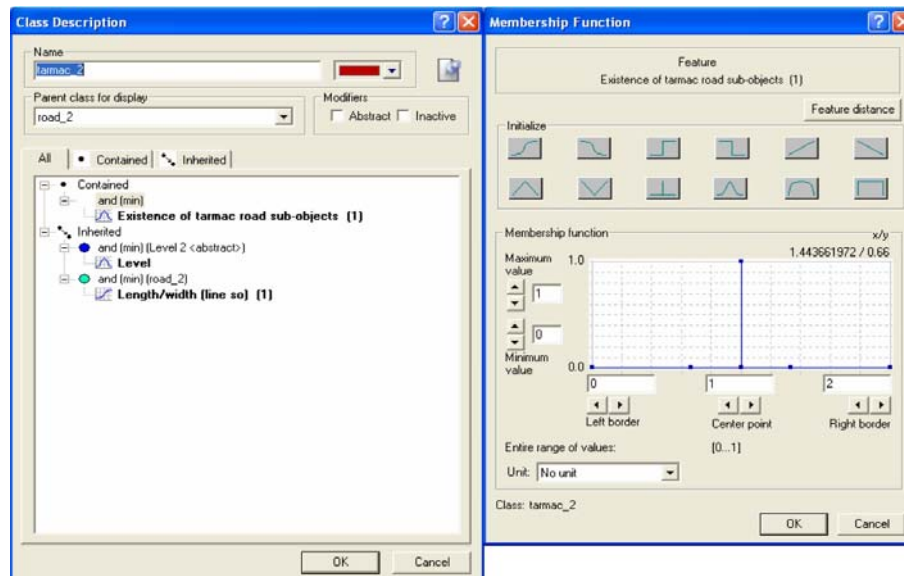 Class Description
Name
tarmac_2
Parent class for display
road_2
Modifiers
Abstract
Inactive
All
Contained
Inherited
Contained
and (min)
Existence of tarmac road sub-objects (1)
Inherited
and (min) (Level 2 <abstract>)
Level
and (min) (road_2)
Length/width (line so) (1)
OK
Cancel
Membership Function
Feature
Existence of tarmac road sub-objects (1)
Feature distance
Initialize
Membership function
x/y
1.443661972 / 0.66
Maximum
value
1
0
Minimum
value
1.0
0.0
0
1
2
Left border
Center point
Right border
Entire range of values:
[0...1]
Unit:
No unit
Class: tarmac_2
OK
Cancel